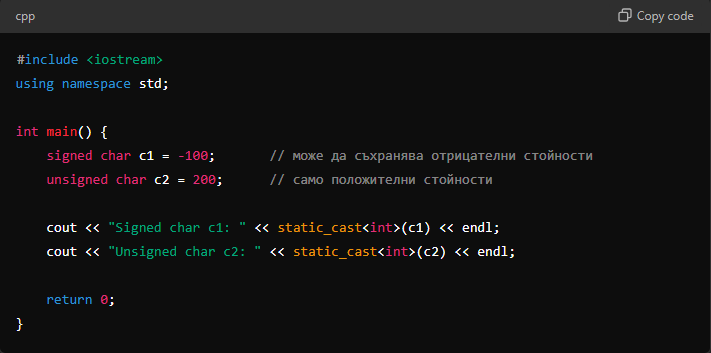 cpp
Copy code
#include <iostream>
using namespace std;
int main() {
    signed char c1 = -100;       // може да съхранява отрицателни стойности
    unsigned char c2 = 200;      // само положителни стойности
    cout << "Signed char c1: " << static_cast<int>(c1) << endl;
    cout << "Unsigned char c2: " << static_cast<int>(c2) << endl;
    return 0;
}